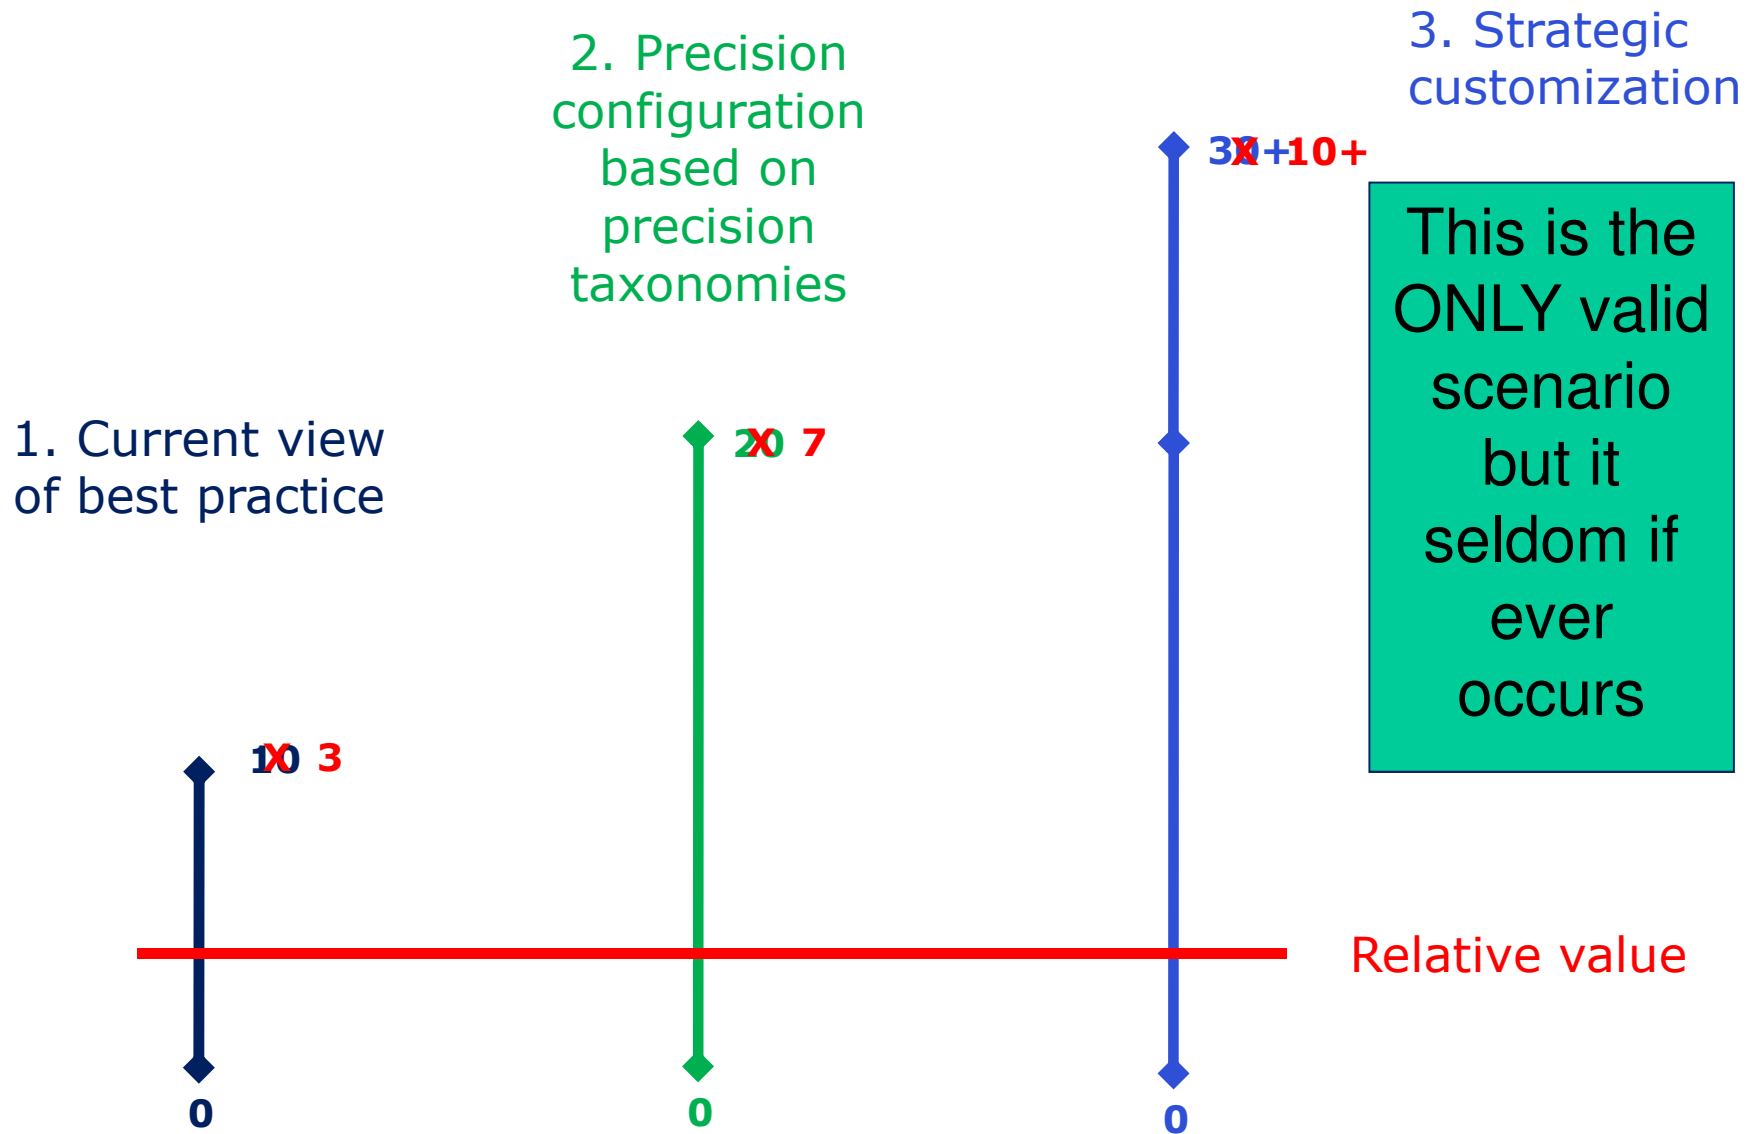 3. Strategic
customization
2. Precision
configuration
based on
precision
taxonomies
30+ X 10+
This is the
ONLY valid
scenario
but it
seldom if
ever
occurs
1. Current view
of best practice
20 X 7
10 X 3
Relative value
0
0
0